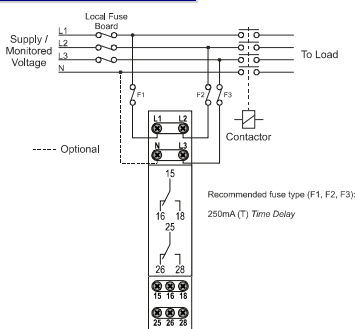 Local Fuse
Board
Supply /
Monitored
Voltage
L1
L2
L3
N
To Load
F1
F2
F3
Contactor
Optional
L1 L2
N L3
15
16 18
25
26 28
15 16 18
25 26 28
Recommended fuse type (F1, F2, F3):
250mA (T) Time Delay